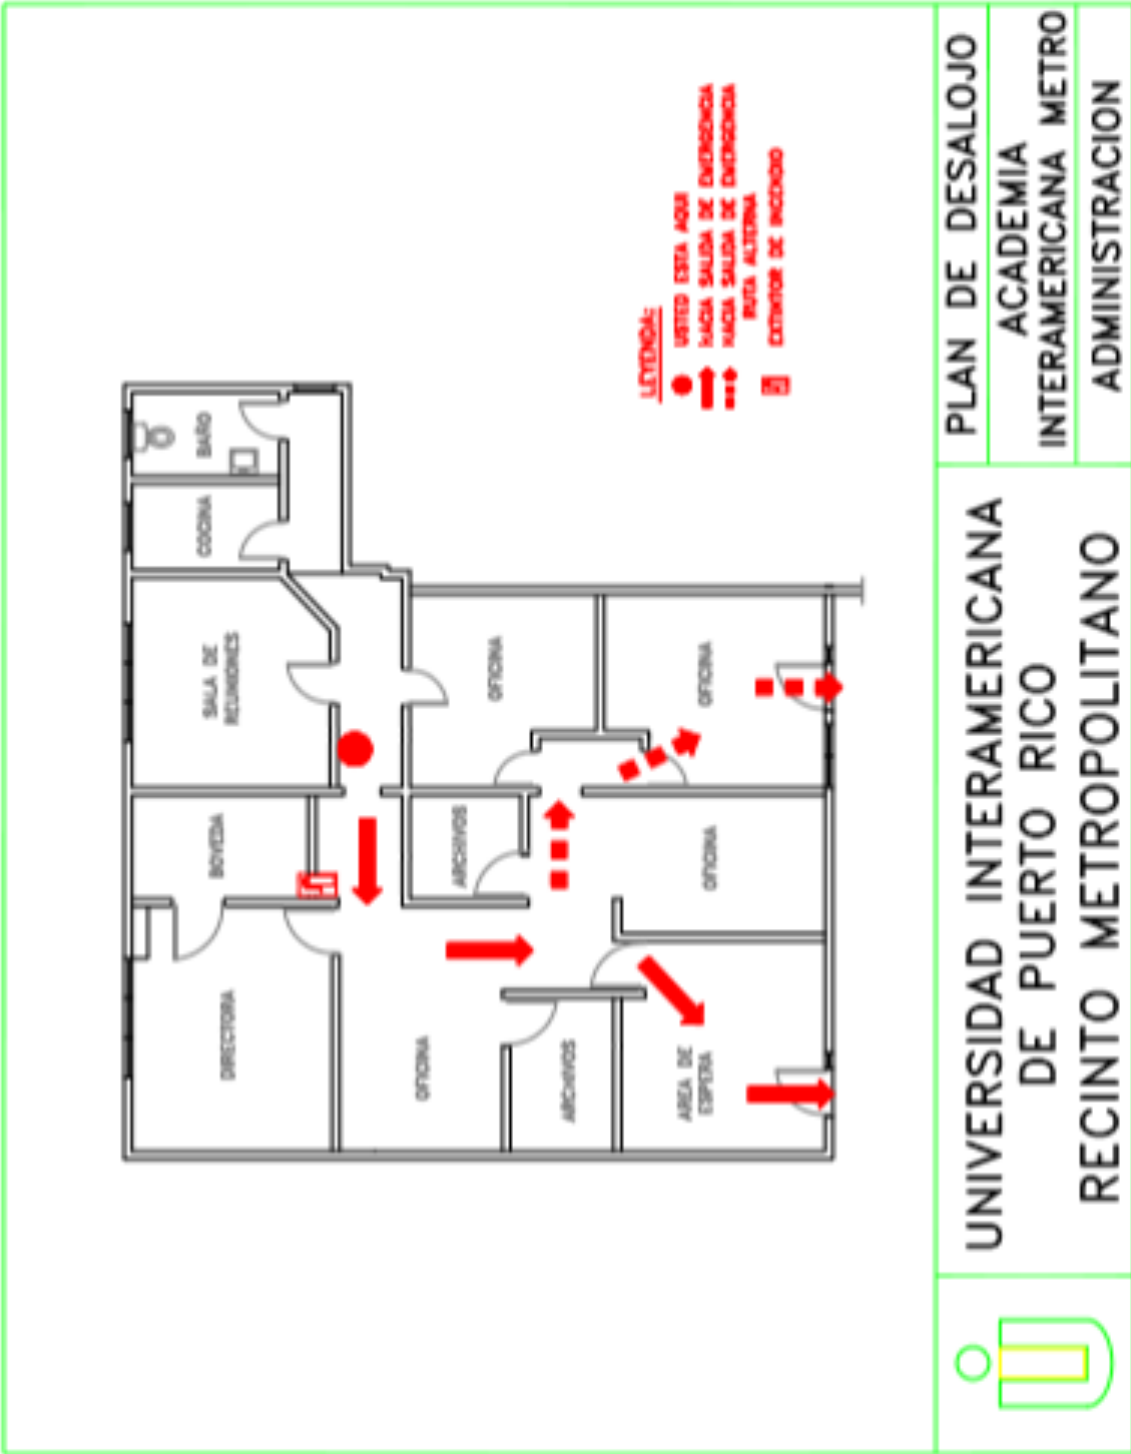 BAÑO
COCINA
SALA DE
REUNIONES
BOVEDA
DIRECTORA
OFICINA
ARCHIVOS
OFICINA
OFICINA
OFICINA
ARCHIVOS
AREA DE
ESPERA
LEYENDA:
USTED ESTA AQUI
HACIA SALIDA DE EMERGENCIA
HACIA SALIDA DE EMERGENCIA
RUTA ALTERNA
EXTINTOR DE INCENDIO
UNIVERSIDAD INTERAMERICANA
DE PUERTO RICO
RECINTO METROPOLITANO
PLAN DE DESALOJO
ACADEMIA
INTERAMERICANA METRO
ADMINISTRACION